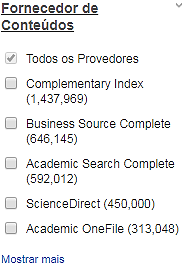 Fornecedor de
Conteúdos
Todos os Provedores
Complementary Index
(1,437,969)
Business Source Complete
(646,145)
Academic Search Complete
(592,012)
ScienceDirect (450,000)
Academic OneFile (313,048)
Mostrar mais